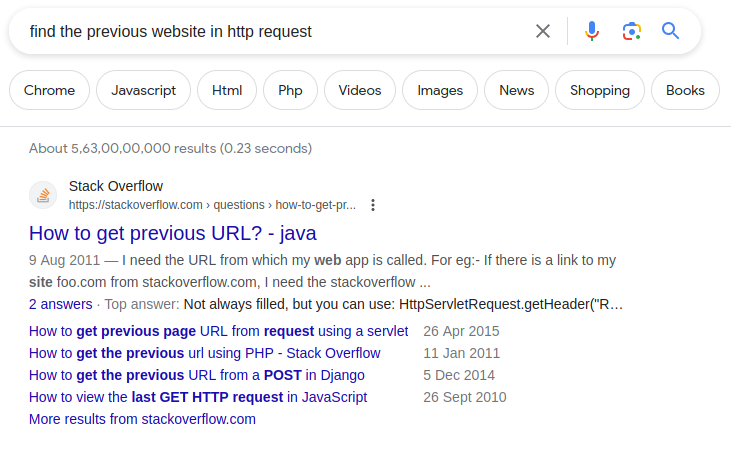 find the previous website in http request
Chrome Javascript Html Php Videos Images News Shopping Books
About 5,63,00,00,000 results (0.23 seconds)
Stack Overflow
https://stackoverflow.com › questions › how-to-get-pr...
How to get previous URL? - java
9 Aug 2011 — I need the URL from which my web app is called. For eg:- If there is a link to my
site foo.com from stackoverflow.com, I need the stackoverflow ...
2 answers · Top answer: Not always filled, but you can use: HttpServletRequest.getHeader("R…
How to get previous page URL from request using a servlet 26 Apr 2015
How to get the previous url using PHP - Stack Overflow 11 Jan 2011
How to get the previous URL from a POST in Django 5 Dec 2014
How to view the last GET HTTP request in JavaScript 26 Sept 2010
More results from stackoverflow.com